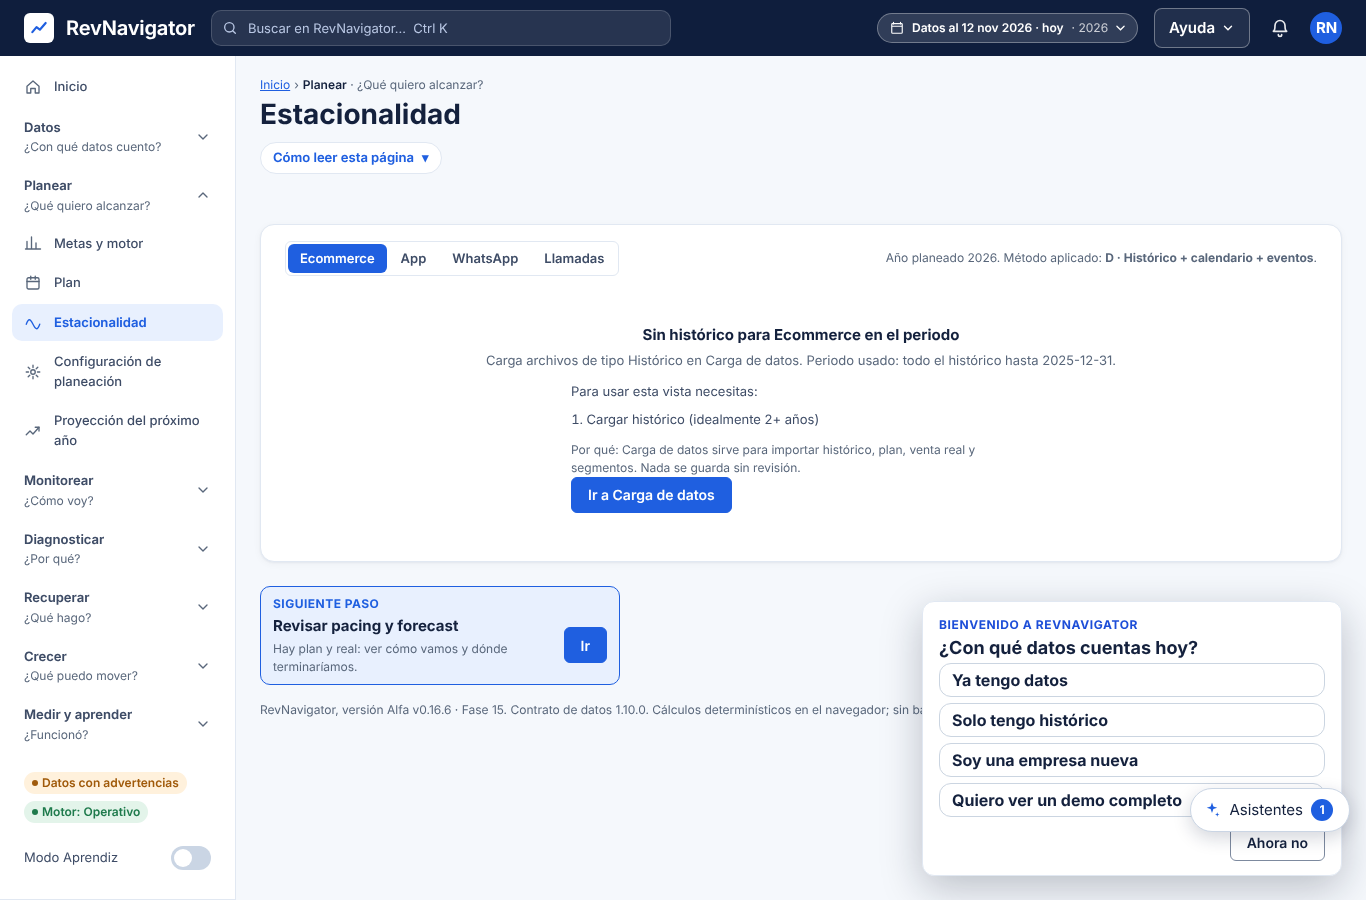 RevNavigator
Buscar en RevNavigator... Ctrl K
Datos al 12 nov 2026 · hoy · 2026
Ayuda
RN
Inicio
Datos
¿Con qué datos cuento?
Planear
¿Qué quiero alcanzar?
Metas y motor
Plan
Estacionalidad
Configuración de
planeación
Proyección del próximo
año
Monitorear
¿Cómo voy?
Diagnosticar
¿Por qué?
Recuperar
¿Qué hago?
Crecer
¿Qué puedo mover?
Medir y aprender
¿Funcionó?
Datos con advertencias
Motor: Operativo
Modo Aprendiz
Inicio › Planear · ¿Qué quiero alcanzar?
Estacionalidad
Cómo leer esta página ▾
Ecommerce App WhatsApp Llamadas
Año planeado 2026. Método aplicado: D · Histórico + calendario + eventos.
Sin histórico para Ecommerce en el periodo
Carga archivos de tipo Histórico en Carga de datos. Periodo usado: todo el histórico hasta 2025-12-31.
Para usar esta vista necesitas:
1. Cargar histórico (idealmente 2+ años)
Por qué: Carga de datos sirve para importar histórico, plan, venta real y
segmentos. Nada se guarda sin revisión.
Ir a Carga de datos
SIGUIENTE PASO
Revisar pacing y forecast
Hay plan y real: ver cómo vamos y dónde
terminaríamos.
Ir
RevNavigator, versión Alfa v0.16.6 · Fase 15. Contrato de datos 1.10.0. Cálculos determinísticos en el navegador; sin
BIENVENIDO A REVNAVIGATOR
¿Con qué datos cuentas hoy?
Ya tengo datos
Solo tengo histórico
Soy una empresa nueva
Quiero ver un demo completo
Asistentes 1
Ahora no